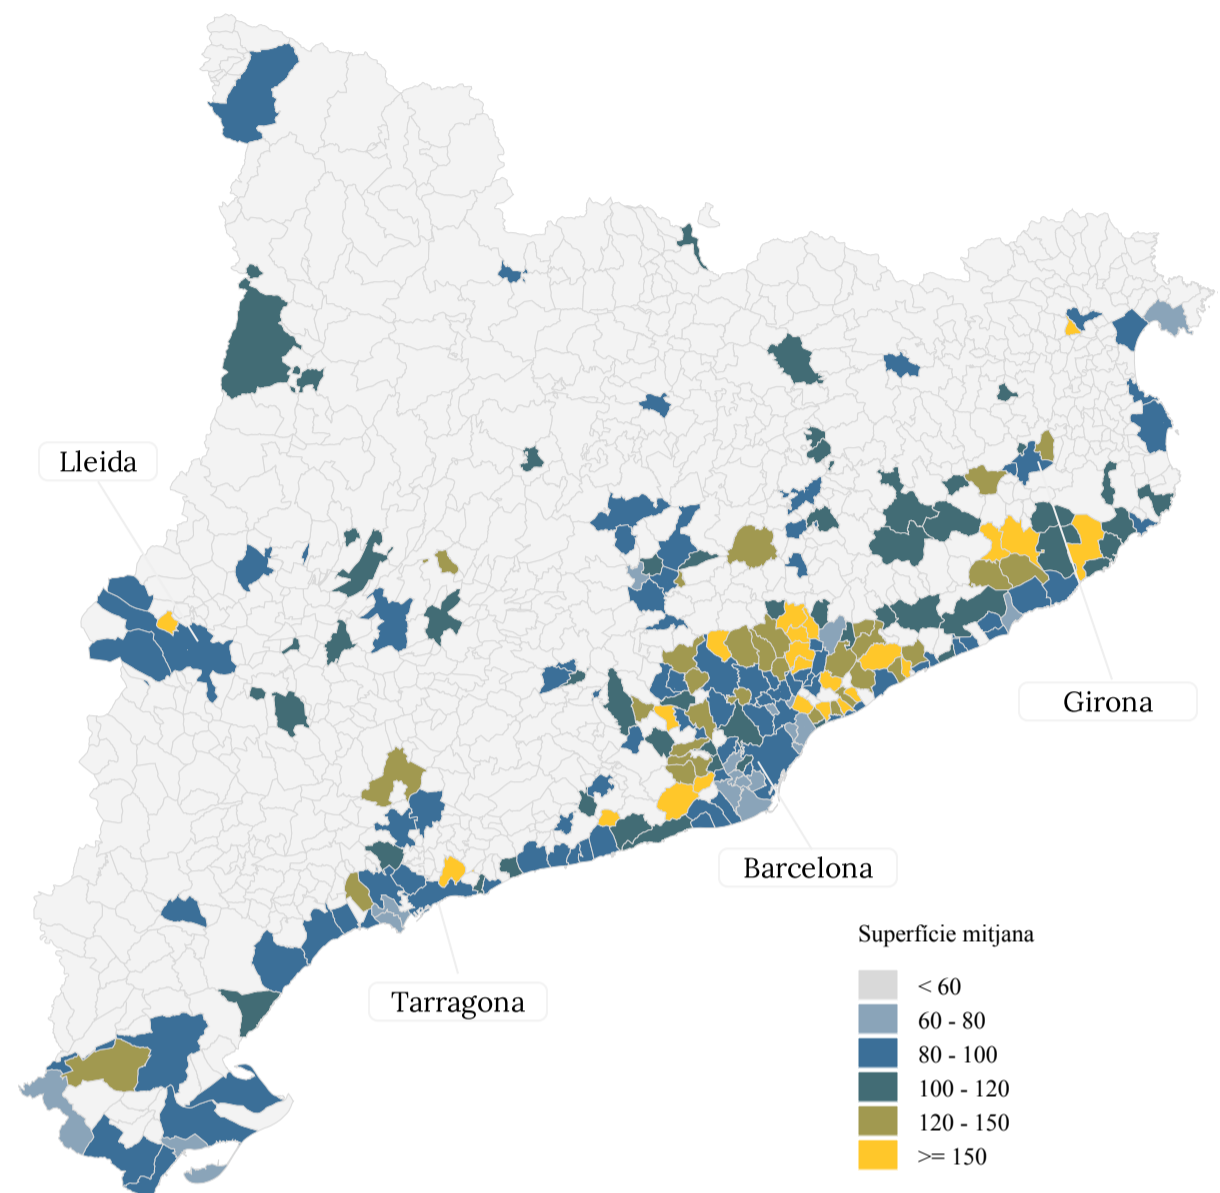 Lleida
Girona
Barcelona
Tarragona
Superfície mitjana
< 60
60 - 80
80 - 100
100 - 120
120 - 150
>= 150